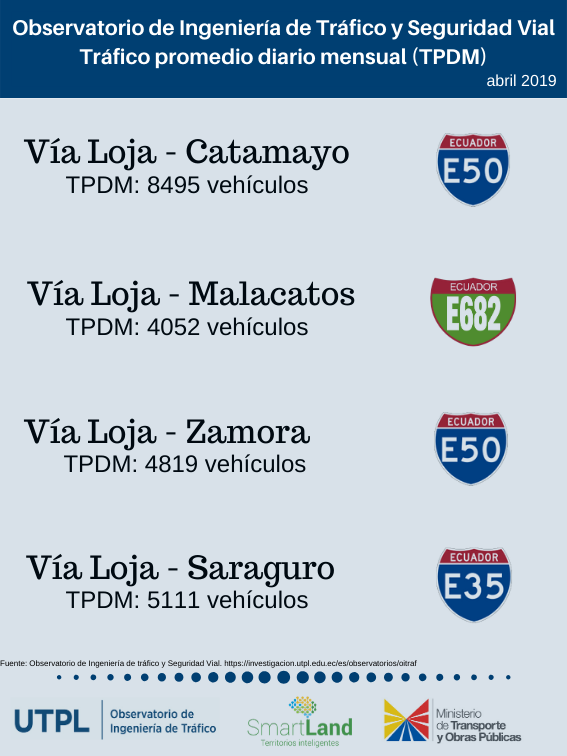 Observatorio de Ingeniería de Tráfico y Seguridad Vial
Tráfico promedio diario mensual (TPDM)
abril 2019
Vía Loja - Catamayo
TPDM: 8495 vehículos
ECUADOR
E50
Vía Loja - Malacatos
TPDM: 4052 vehículos
ECUADOR
E682
Vía Loja - Zamora
TPDM: 4819 vehículos
ECUADOR
E50
Vía Loja - Saraguro
TPDM: 5111 vehículos
ECUADOR
E35
Fuente: Observatorio de Ingeniería de tráfico y Seguridad Vial. https://investigacion.utpl.edu.ec/es/observatorios/oitraf
UTPL
Observatorio de
Ingeniería de Tráfico
SmartLand
Territorios inteligentes
Ministerio
de Transporte
y Obras Públicas